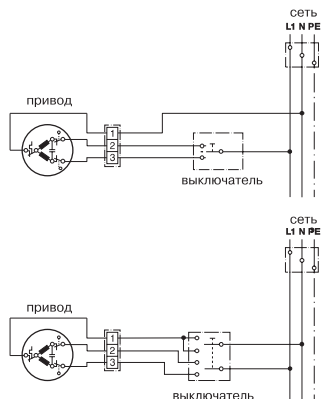 сеть
L1 N PE
привод
1
2
3
выключатель
сеть
L1 N PE
привод
1
2
3
выключатель